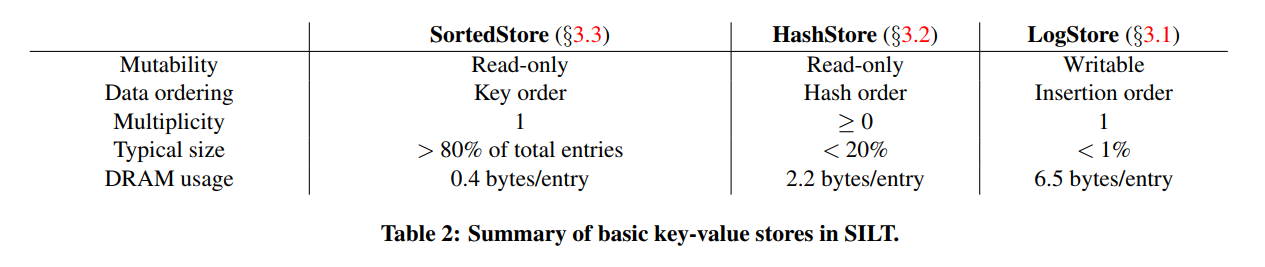 SortedStore (§3.3) HashStore (§3.2) LogStore (§3.1)
Mutability Read-only Read-only Writable
Data ordering Key order Hash order Insertion order
Multiplicity 1 ≥ 0 1
Typical size > 80% of total entries < 20% < 1%
DRAM usage 0.4 bytes/entry 2.2 bytes/entry 6.5 bytes/entry
Table 2: Summary of basic key-value stores in SILT.